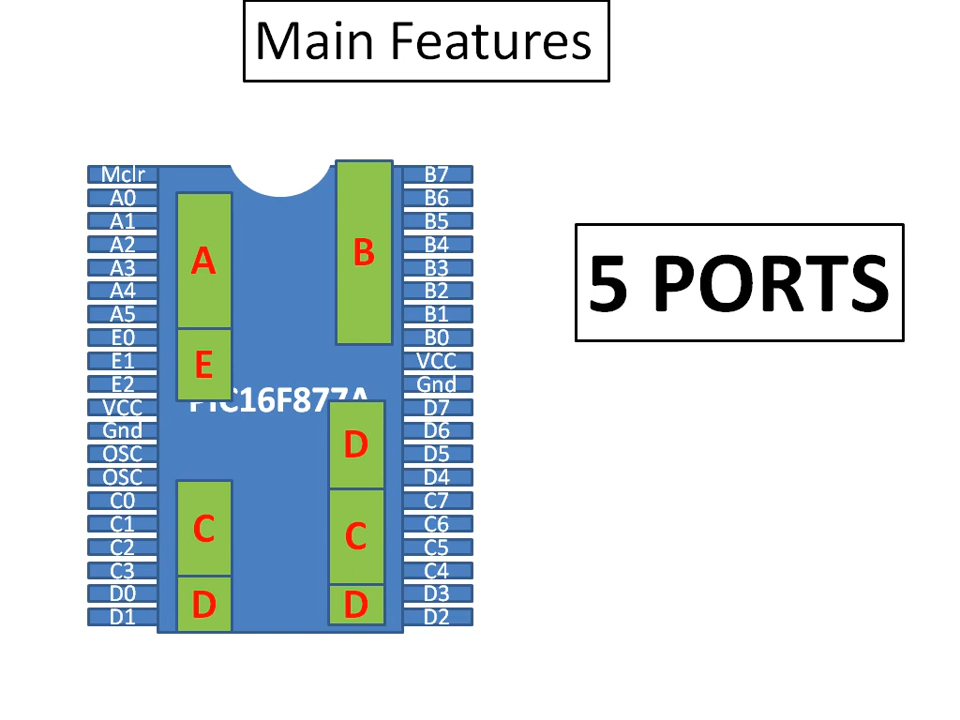 Main Features
Mclr
A0
A1
A2
A3
A4
A5
E0
E1
E2
VCC
Gnd
OSC
OSC
C0
C1
C2
C3
D0
D1
A
E
C
D
PIC16F877A
B
D
C
D
B7
B6
B5
B4
B3
B2
B1
B0
VCC
Gnd
D7
D6
D5
D4
C7
C6
C5
C4
D3
D2
5 PORTS